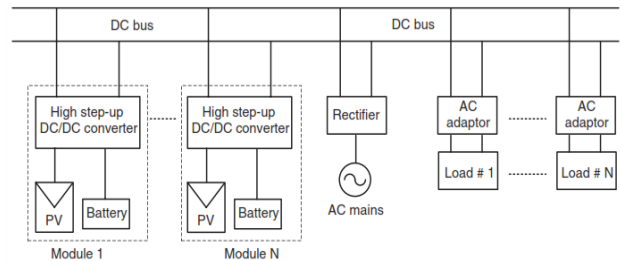 DC bus
DC bus
High step-up
DC/DC converter
High step-up
DC/DC converter
Rectifier
AC
adaptor
AC
adaptor
PV
Battery
PV
Battery
AC mains
Load # 1
Load # N
Module 1
Module N